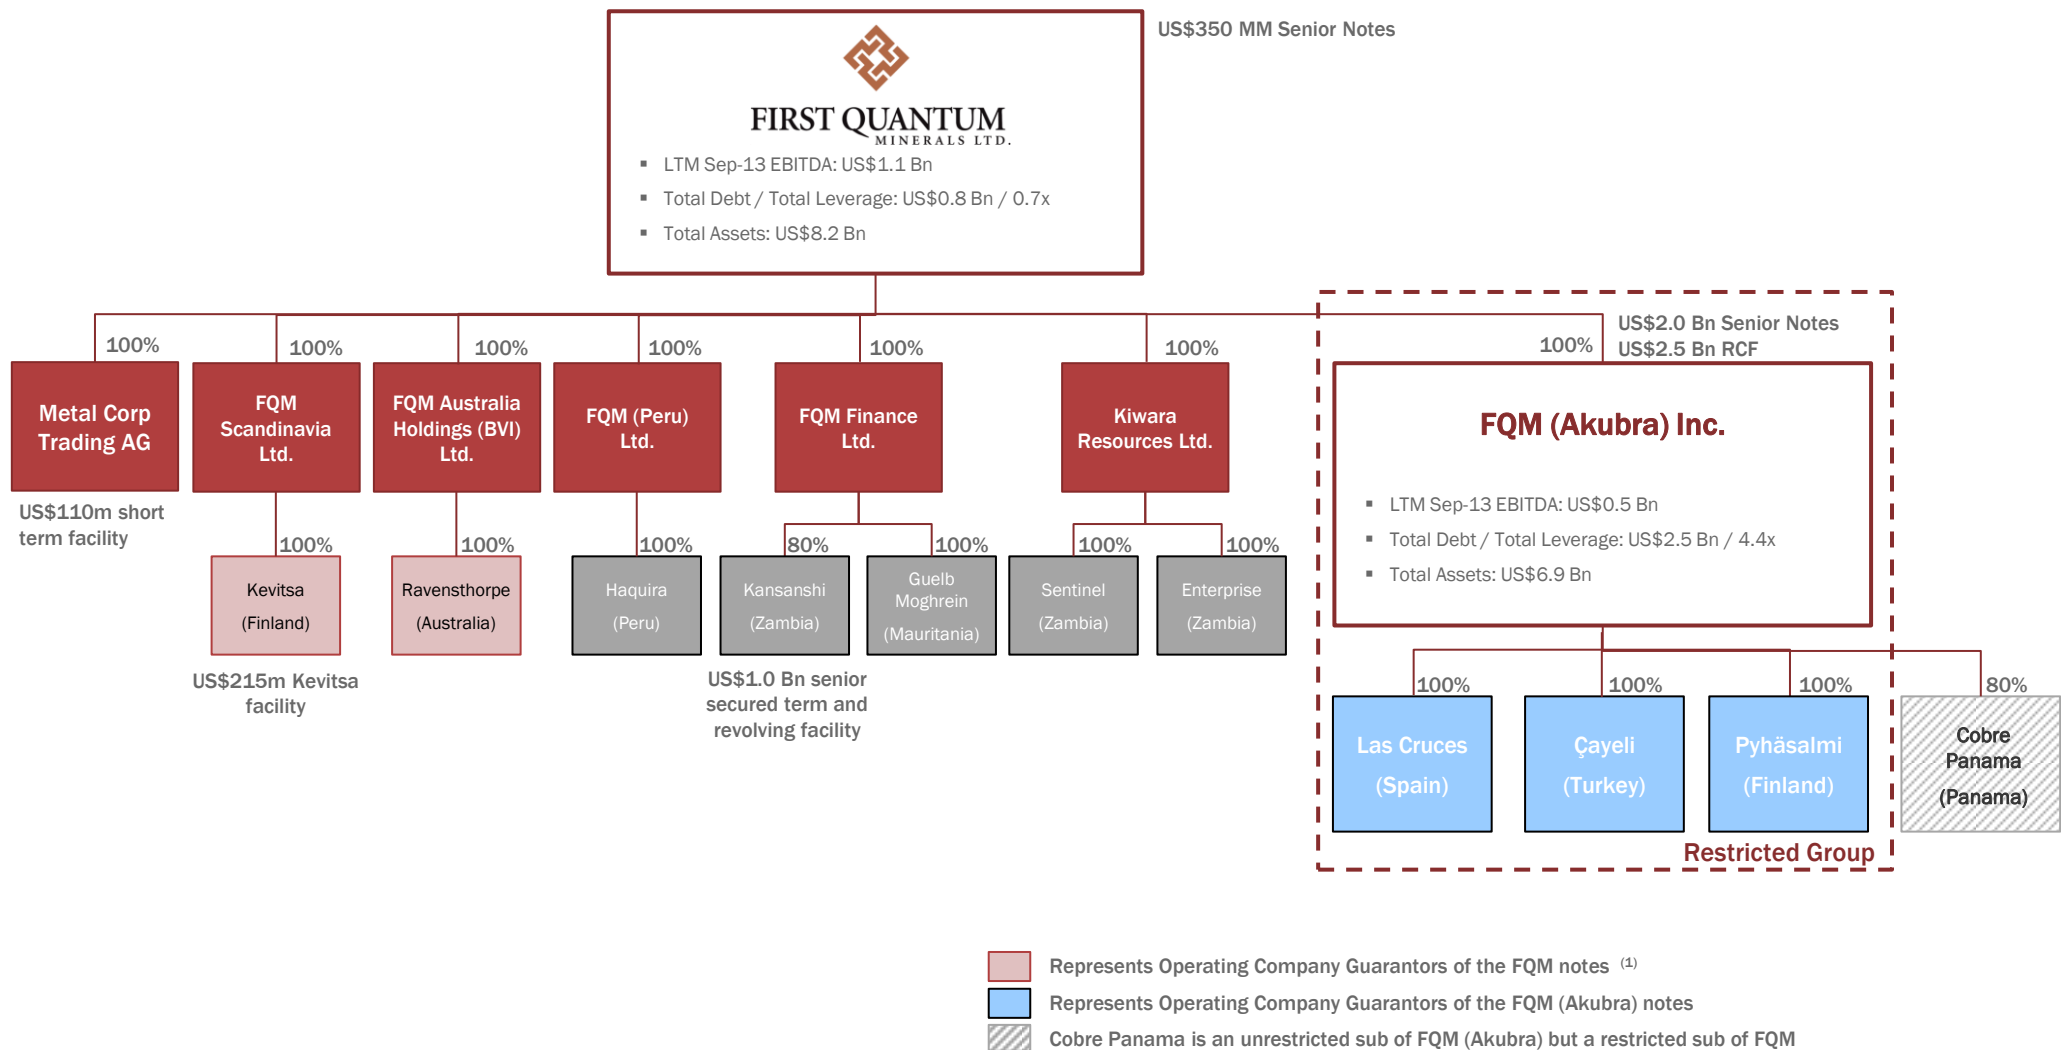 US$350 MM Senior Notes
FIRST QUANTUM
MINERALS LTD.
▪ LTM Sep-13 EBITDA: US$1.1 Bn
▪ Total Debt / Total Leverage: US$0.8 Bn / 0.7x
▪ Total Assets: US$8.2 Bn
100%
100%
100%
100%
100%
100%
100%
US$2.0 Bn Senior Notes
US$2.5 Bn RCF
Metal Corp
Trading AG
FQM
Scandinavia
Ltd.
FQM Australia
Holdings (BVI)
Ltd.
FQM (Peru)
Ltd.
FQM Finance
Ltd.
Kiwara
Resources Ltd.
FQM (Akubra) Inc.
▪ LTM Sep-13 EBITDA: US$0.5 Bn
▪ Total Debt / Total Leverage: US$2.5 Bn / 4.4x
▪ Total Assets: US$6.9 Bn
US$110m short
term facility
100%
100%
100%
80%
100%
100%
100%
Kevitsa
(Finland)
Ravensthorpe
(Australia)
Haquira
(Peru)
Kansanshi
(Zambia)
Guelb
Moghrein
(Mauritania)
Sentinel
(Zambia)
Enterprise
(Zambia)
US$215m Kevitsa
facility
US$1.0 Bn senior
secured term and
revolving facility
100%
100%
100%
80%
Las Cruces
(Spain)
Çayeli
(Turkey)
Pyhäsalmi
(Finland)
Cobre
Panama
(Panama)
Restricted Group
Represents Operating Company Guarantors of the FQM notes (1)
Represents Operating Company Guarantors of the FQM (Akubra) notes
Cobre Panama is an unrestricted sub of FQM (Akubra) but a restricted sub of FQM